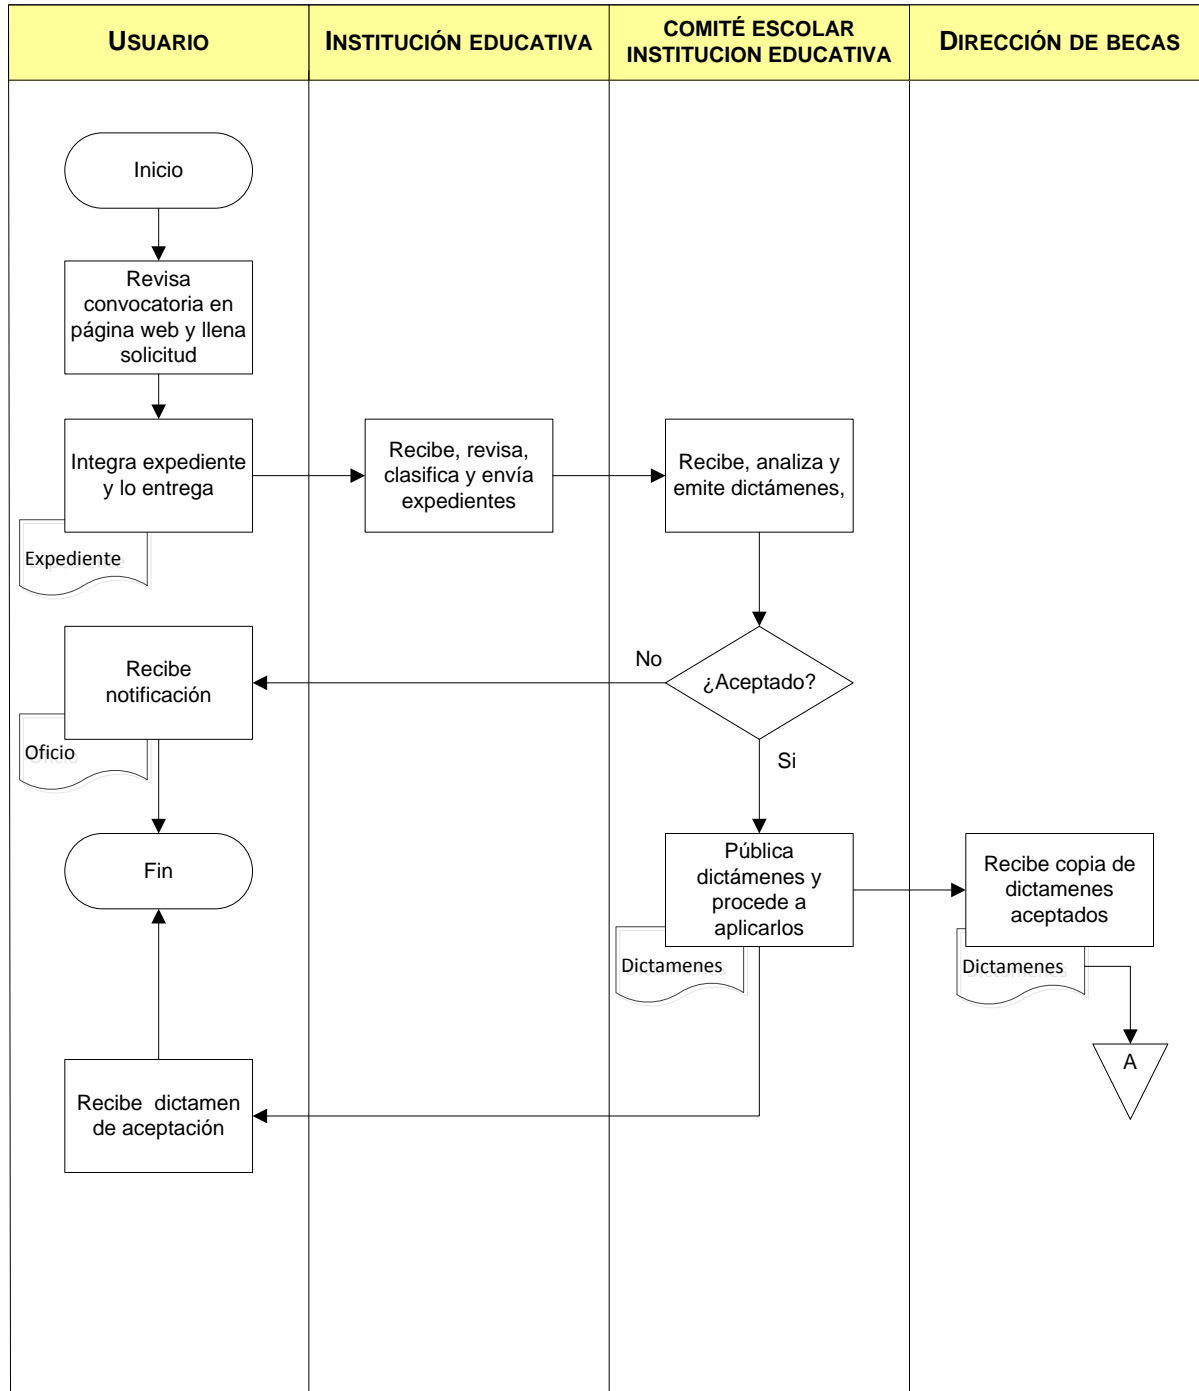 USUARIO
INSTITUCIÓN EDUCATIVA
COMITÉ ESCOLAR
INSTITUCION EDUCATIVA
DIRECCIÓN DE BECAS
Inicio
Revisa
convocatoria en
página web y llena
solicitud
Integra expediente
y lo entrega
Expediente
Recibe, revisa,
clasifica y envía
expedientes
Recibe, analiza y
emite dictámenes,
¿Aceptado?
No
Si
Recibe
notificación
Oficio
Fin
Pública
dictámenes y
procede a
aplicarlos
Dictamenes
Recibe copia de
dictamenes
aceptados
Dictamenes
A
Recibe dictamen
de aceptación